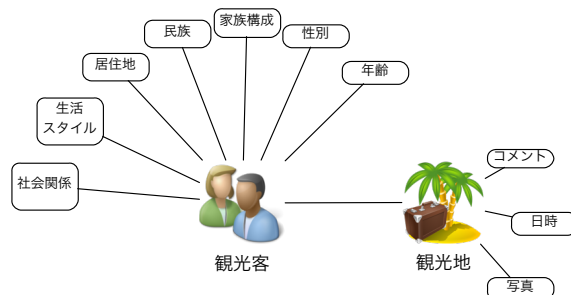 家族構成
民族
性別
居住地
年齢
生活
スタイル
社会関係
コメント
日時
写真
観光客
観光地